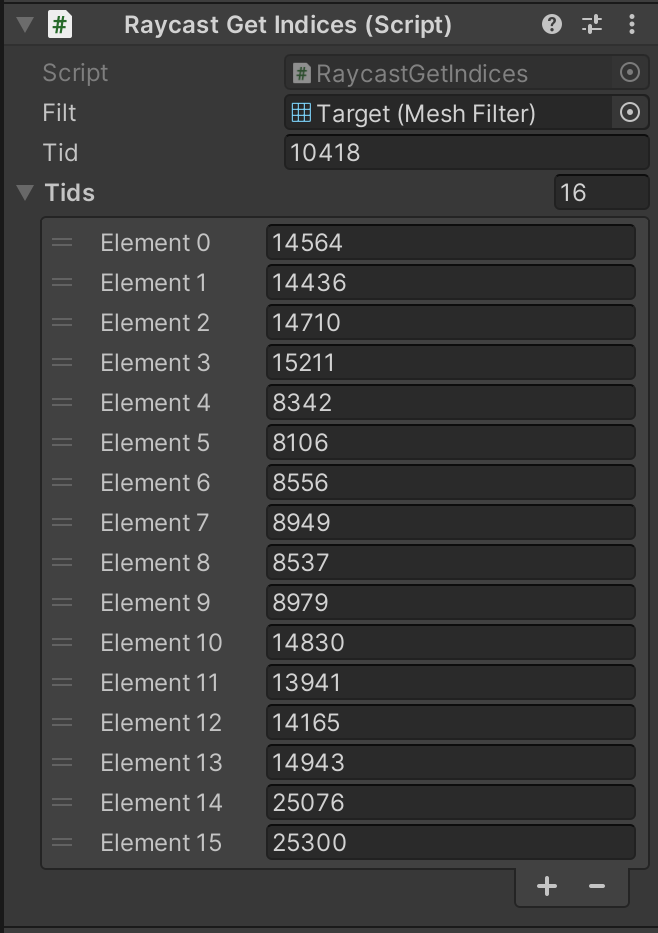 # Raycast Get Indices (Script) ?
Script # RaycastGetIndices
Filt Target (Mesh Filter)
Tid 10418
Tids 16
Element 0 14564
Element 1 14436
Element 2 14710
Element 3 15211
Element 4 8342
Element 5 8106
Element 6 8556
Element 7 8949
Element 8 8537
Element 9 8979
Element 10 14830
Element 11 13941
Element 12 14165
Element 13 14943
Element 14 25076
Element 15 25300
+ −